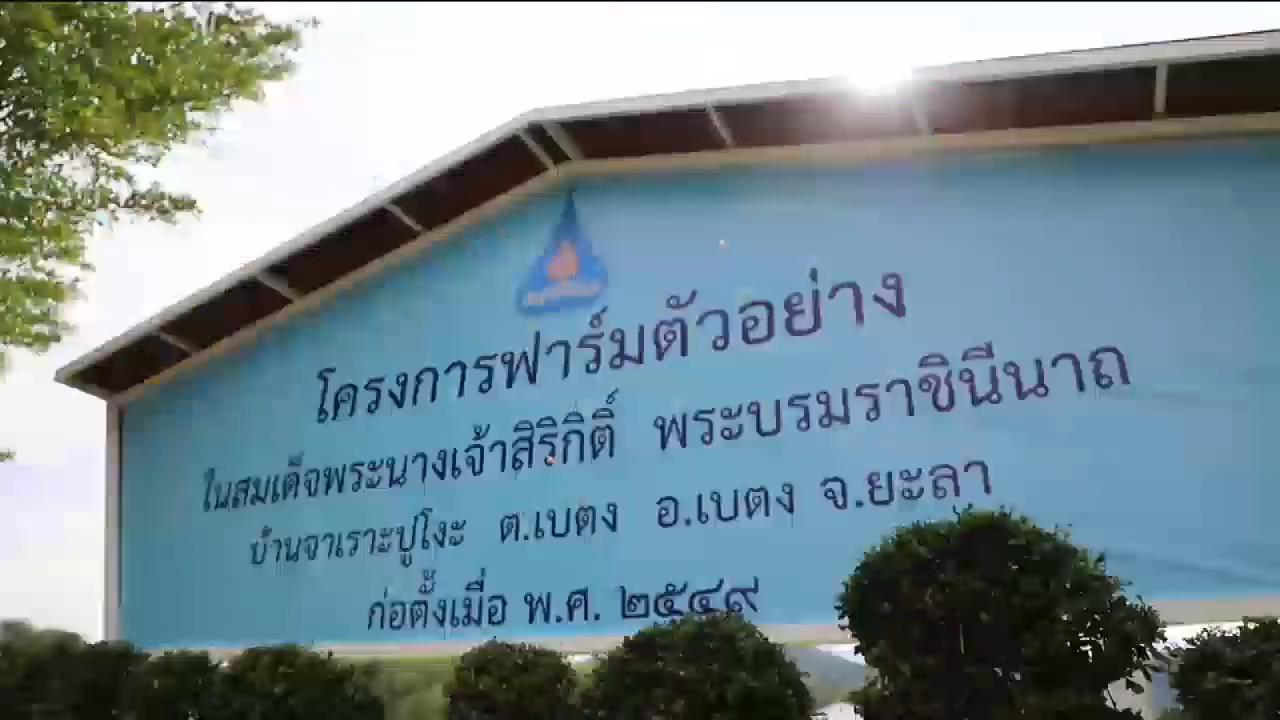 โครงการฟาร์มตัวอย่าง
ในสมเด็จพระนางเจ้าสิริกิติ์ พระบรมราชินีนาถ
บ้านจาเราะปูโงะ ต.เบตง อ.เบตง จ.ยะลา
ก่อตั้งเมื่อ พ.ศ. ๒๕๔๙